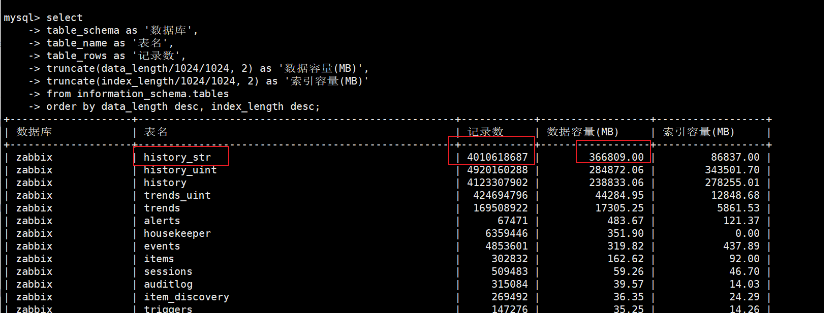 mysql> select
-> table_schema as '数据库',
-> table_name as '表名',
-> table_rows as '记录数',
-> truncate(data_length/1024/1024, 2) as '数据容量(MB)',
-> truncate(index_length/1024/1024, 2) as '索引容量(MB)'
-> from information_schema.tables
-> order by data_length desc, index_length desc;
| 数据库 | 表名 | 记录数 | 数据容量(MB) | 索引容量(MB) |
| zabbix | history_str | 4010618687 | 366809.00 | 86837.00 |
| zabbix | history_uint | 4920160288 | 284872.06 | 343501.70 |
| zabbix | history | 4123307902 | 238833.06 | 278255.01 |
| zabbix | trends_uint | 424694796 | 44284.95 | 12848.68 |
| zabbix | trends | 169508922 | 17305.25 | 5861.53 |
| zabbix | alerts | 67471 | 483.67 | 121.37 |
| zabbix | housekeeper | 6359446 | 351.90 | 0.00 |
| zabbix | events | 4853601 | 319.82 | 437.89 |
| zabbix | items | 302832 | 162.62 | 92.00 |
| zabbix | sessions | 509483 | 59.26 | 46.70 |
| zabbix | auditlog | 315084 | 39.57 | 14.03 |
| zabbix | item_discovery | 269492 | 36.35 | 24.29 |
| zabbix | triggers | 147276 | 35.25 | 14.26 |